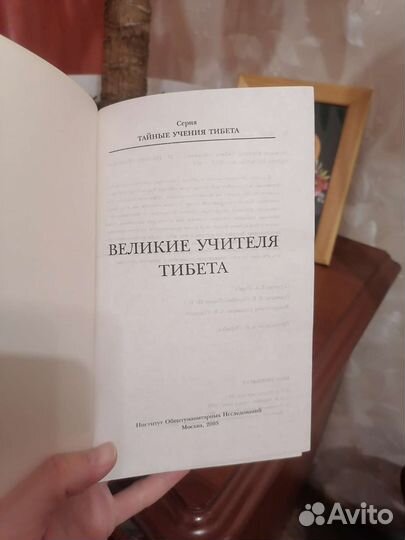 Серия
ТАЙНЫЕ УЧЕНИЯ ТИБЕТА
ВЕЛИКИЕ УЧИТЕЛЯ
ТИБЕТА
Институт Общегуманитарных Исследований
Москва, 2005
Avito